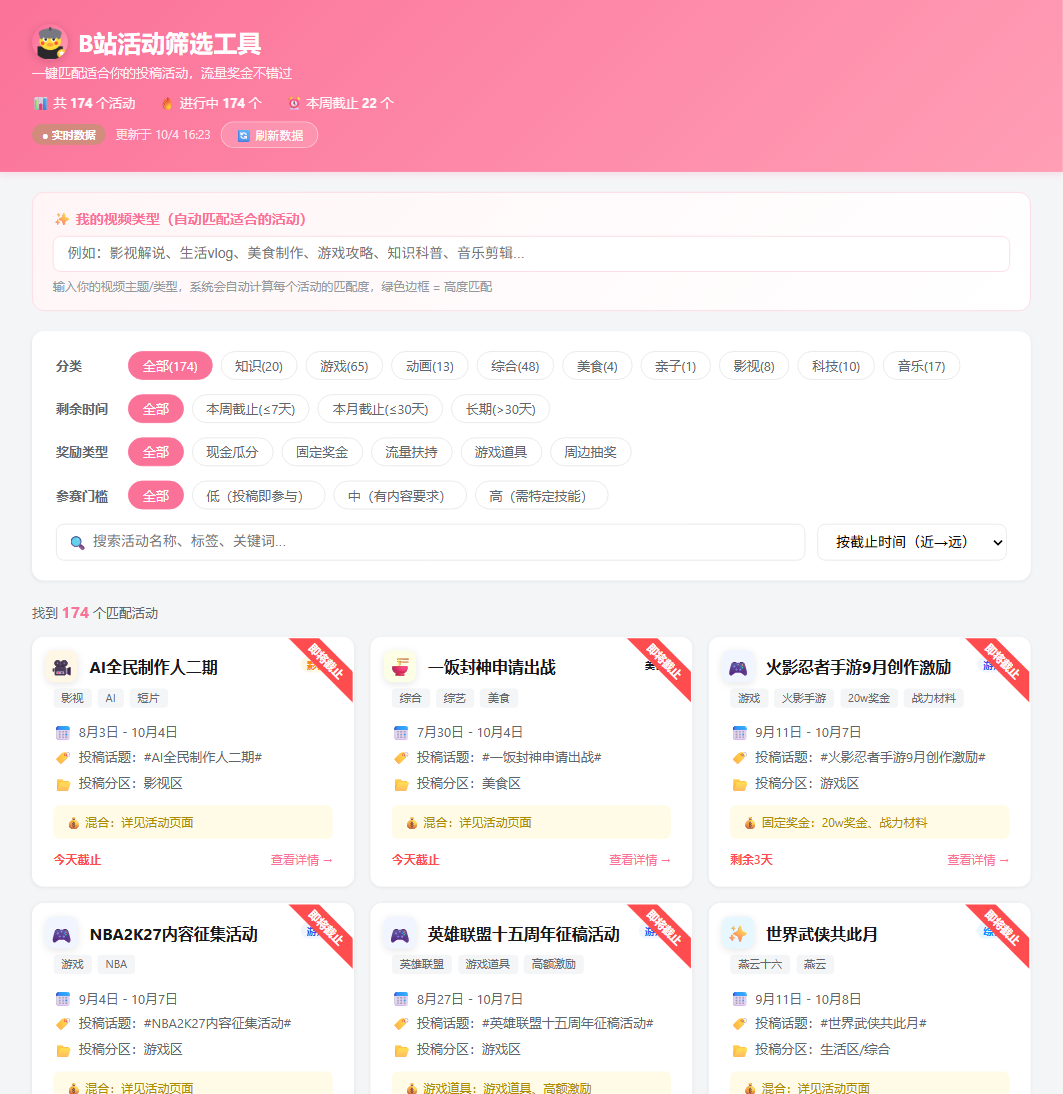 B站活动筛选工具
一键匹配适合你的投稿活动，流量奖金不错过
共 174 个活动 进行中 174 个 本周截止 22 个
● 实时数据 更新于 10/4 16:23 刷新数据
我的视频类型（自动匹配适合的活动）
例如：影视解说、生活vlog、美食制作、游戏攻略、知识科普、音乐剪辑...
输入你的视频主题/类型，系统会自动计算每个活动的匹配度，绿色边框 = 高度匹配
分类 全部(174) 知识(20) 游戏(65) 动画(13) 综合(48) 美食(4) 亲子(1) 影视(8) 科技(10) 音乐(17)
剩余时间 全部 本周截止(≤7天) 本月截止(≤30天) 长期(>30天)
奖励类型 全部 现金瓜分 固定奖金 流量扶持 游戏道具 周边抽奖
参赛门槛 全部 低（投稿即参与） 中（有内容要求） 高（需特定技能）
搜索活动名称、标签、关键词... 按截止时间（近→远）
找到 174 个匹配活动
AI全民制作人二期
即将截止
影视 AI 短片
8月3日 - 10月4日
投稿话题：#AI全民制作人二期#
投稿分区：影视区
混合：详见活动页面
今天截止 查看详情 →
一饭封神申请出战
即将截止
综合 综艺 美食
7月30日 - 10月4日
投稿话题：#一饭封神申请出战#
投稿分区：美食区
混合：详见活动页面
今天截止 查看详情 →
火影忍者手游9月创作激励
即将截止
游戏 火影手游 20w奖金 战力材料
9月11日 - 10月7日
投稿话题：#火影忍者手游9月创作激励#
投稿分区：游戏区
固定奖金：20w奖金、战力材料
剩余3天 查看详情 →
NBA2K27内容征集活动
即将截止
游戏 NBA
9月4日 - 10月7日
投稿话题：#NBA2K27内容征集活动#
投稿分区：游戏区
混合：详见活动页面
英雄联盟十五周年征稿活动
即将截止
英雄联盟 游戏道具 高额激励
8月27日 - 10月7日
投稿话题：#英雄联盟十五周年征稿活动#
投稿分区：游戏区
游戏道具：游戏道具、高额激励
世界武侠共此月
即将截止
燕云十六 燕云
9月11日 - 10月8日
投稿话题：#世界武侠共此月#
投稿分区：生活区/综合
混合：详见活动页面